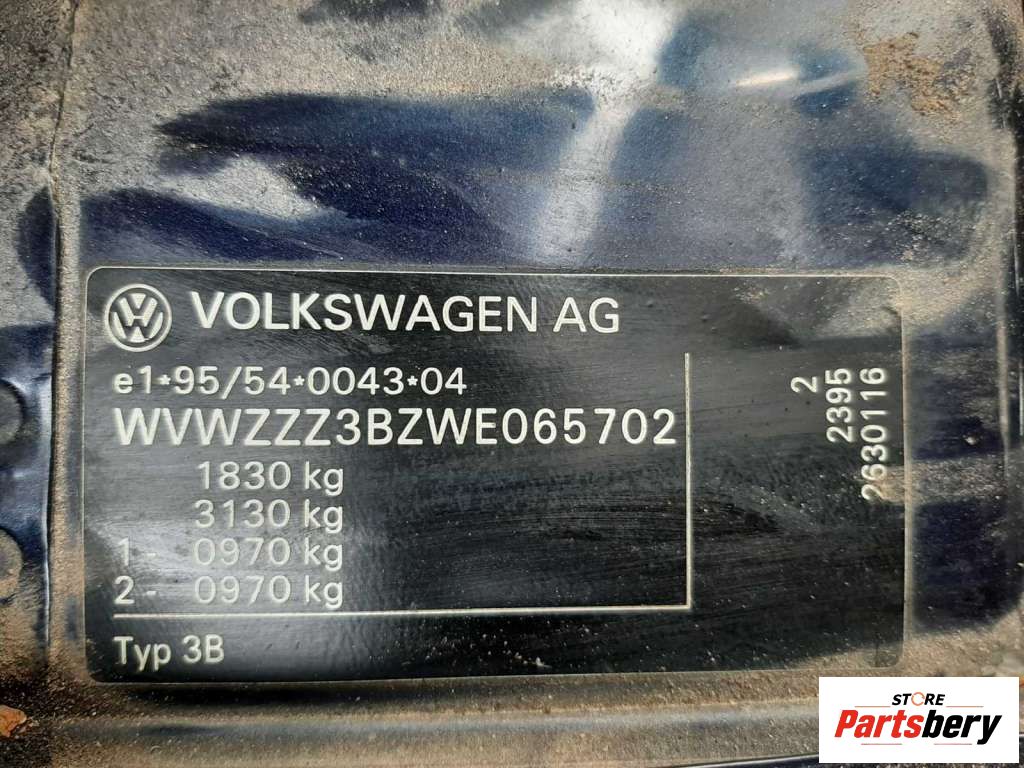 VOLKSWAGEN AG
e1*95/54*0043*04
WVWZZZ3BZWE065702
1830 kg
3130 kg
1- 0970 kg
2- 0970 kg
Typ 3B
2
2395
2630116
STORE
Partsbery